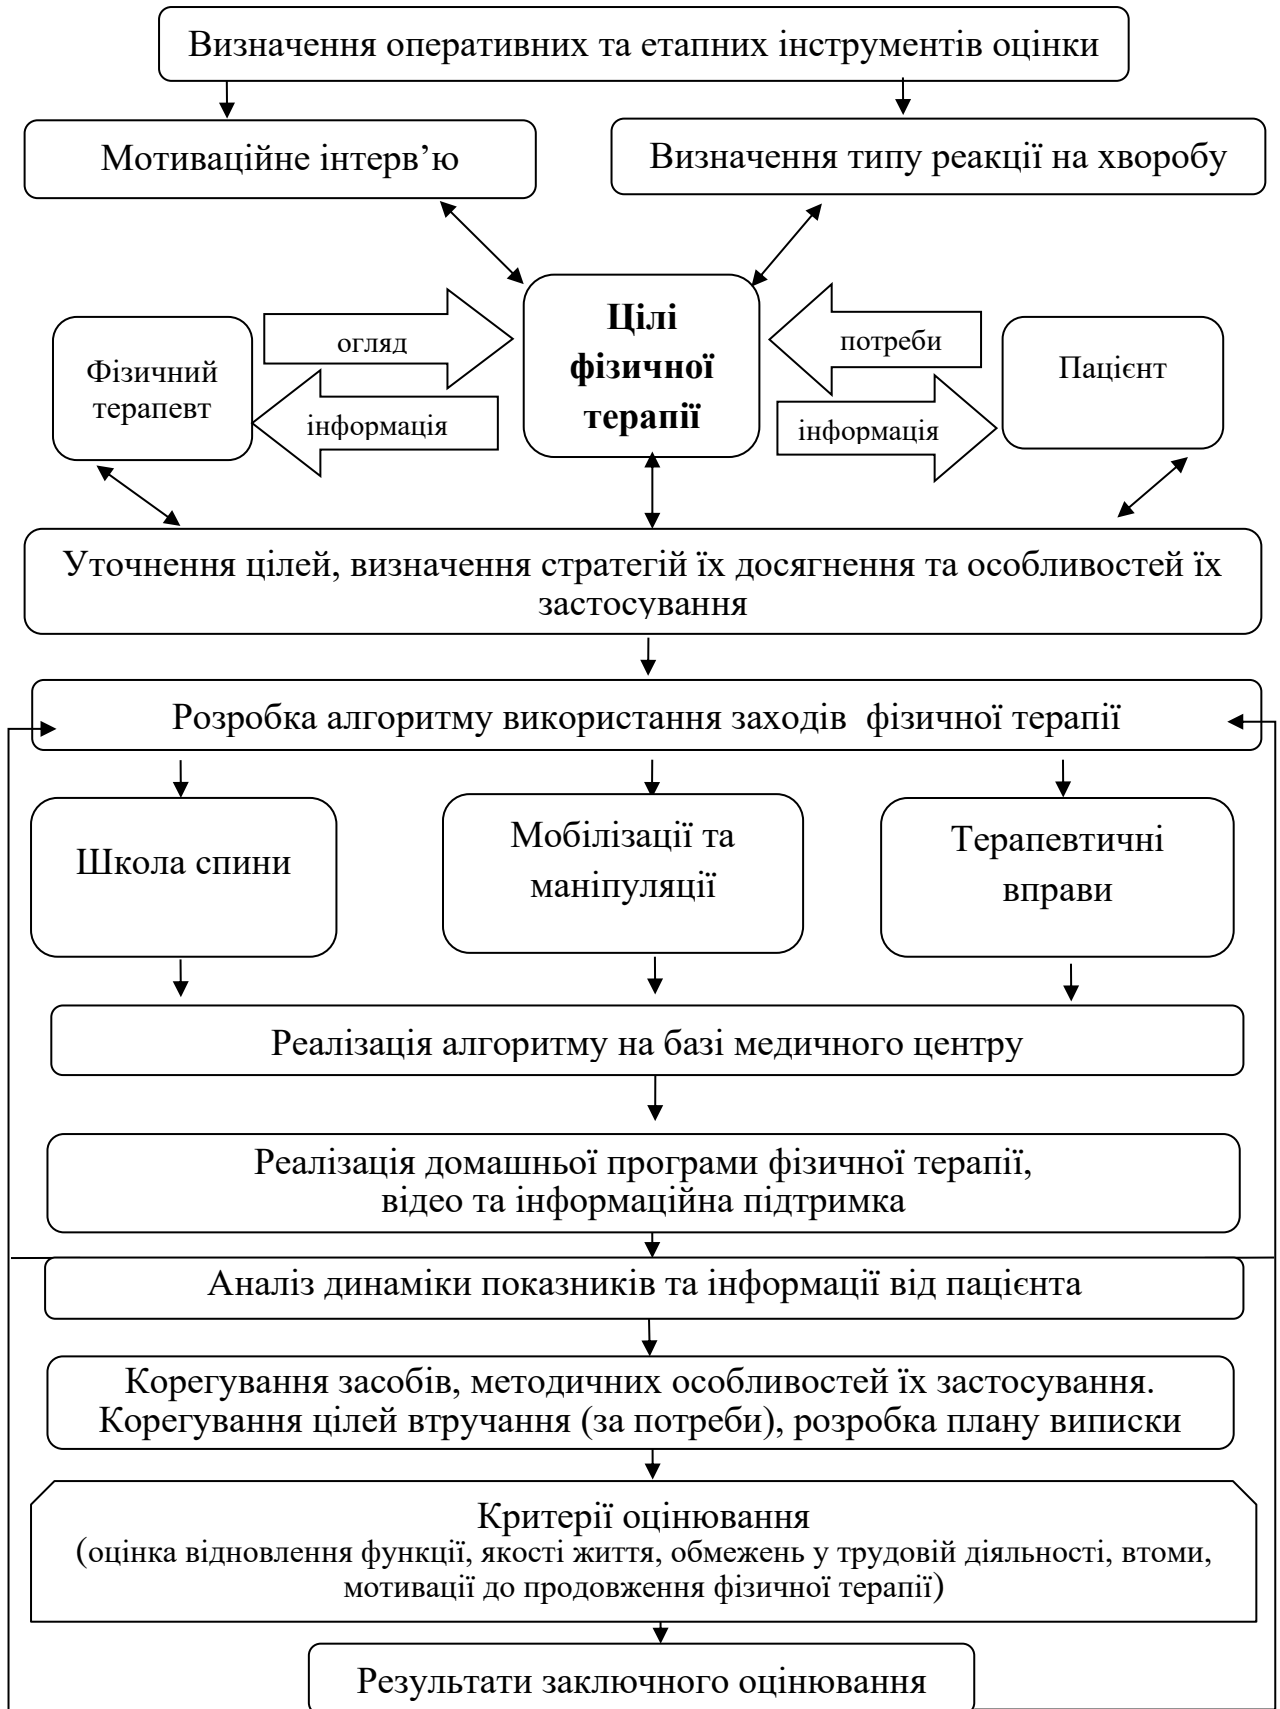 Визначення оперативних та етапних інструментів оцінки
Мотиваційне інтерв’ю
Визначення типу реакції на хворобу
Цілі
фізичної
терапії
огляд
потреби
Фізичний
терапевт
Пацієнт
інформація
інформація
Уточнення цілей, визначення стратегій їх досягнення та особливостей їх
застосування
Розробка алгоритму використання заходів  фізичної терапії
Школа спини
Мобілізації та
маніпуляції
Терапевтичні
вправи
Реалізація алгоритму на базі медичного центру
Реалізація домашньої програми фізичної терапії,
відео та інформаційна підтримка
Аналіз динаміки показників та інформації від пацієнта
Корегування засобів, методичних особливостей їх застосування.
Корегування цілей втручання (за потреби), розробка плану виписки
Критерії оцінювання
(оцінка відновлення функції, якості життя, обмежень у трудовій діяльності, втоми,
мотивації до продовження фізичної терапії)
Результати заключного оцінювання